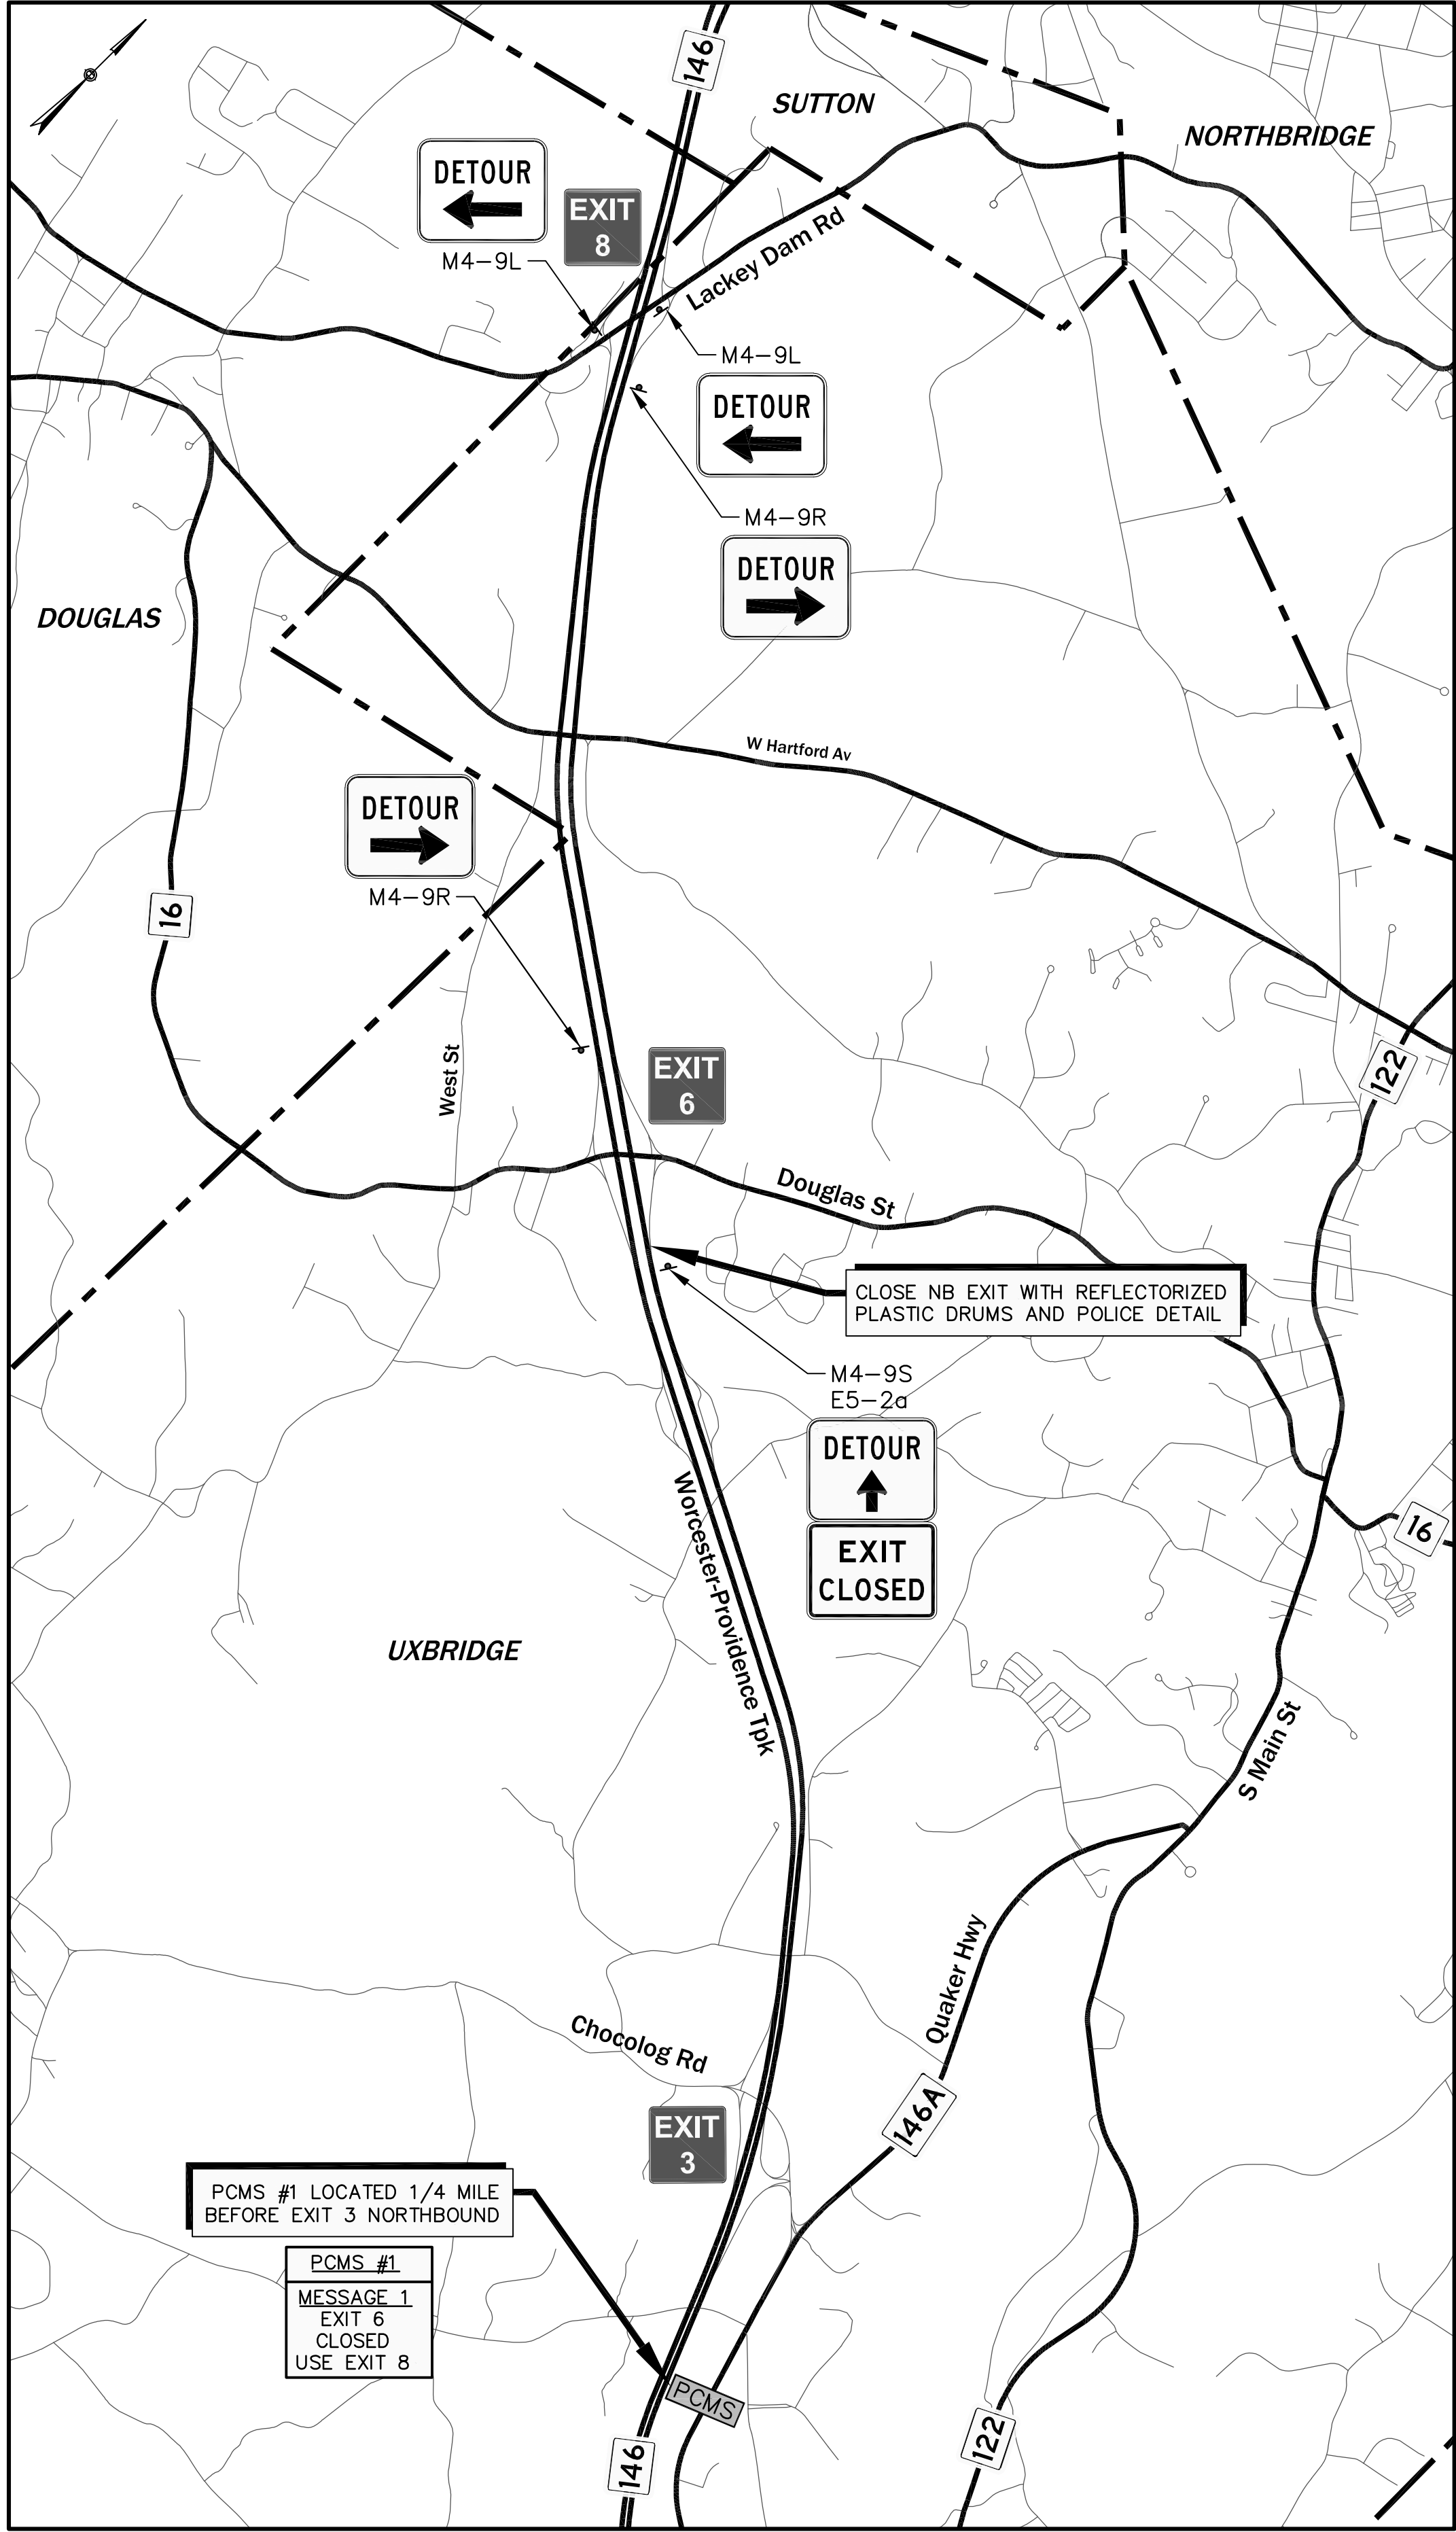 146
SUTTON
NORTHBRIDGE
DETOUR
EXIT
8
M4-9L
Lackey Dam Rd
M4-9L
DETOUR
M4-9R
DETOUR
DOUGLAS
W Hartford Av
DETOUR
M4-9R
16
West St
EXIT
6
122
Douglas St
CLOSE NB EXIT WITH REFLECTORIZED
PLASTIC DRUMS AND POLICE DETAIL
M4-9S
E5-2a
DETOUR
EXIT
CLOSED
16
Worcester-Providence Tpk
UXBRIDGE
S Main St
Quaker Hwy
Chocolog Rd
146A
EXIT
3
PCMS #1 LOCATED 1/4 MILE
BEFORE EXIT 3 NORTHBOUND
PCMS #1
MESSAGE 1
EXIT 6
CLOSED
USE EXIT 8
PCMS
146
122